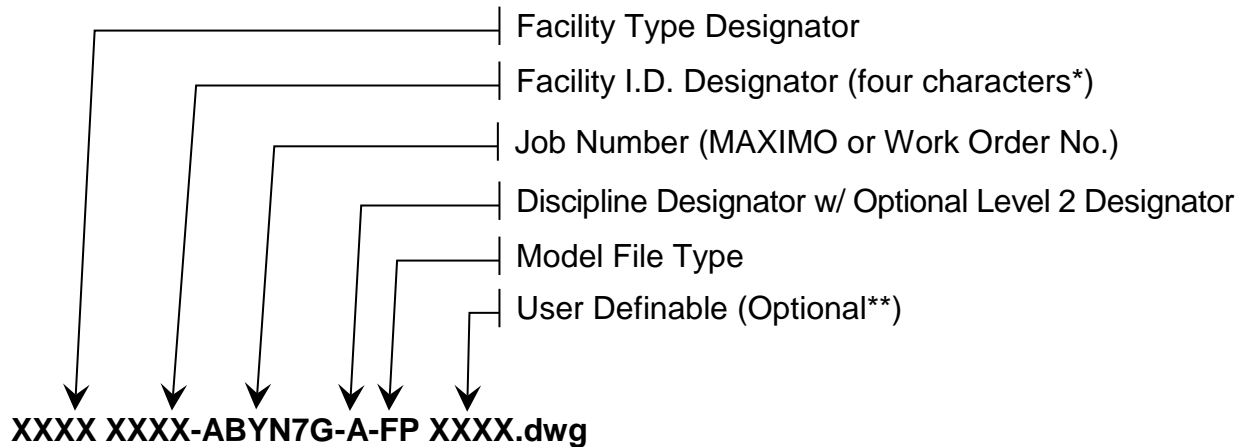 Facility Type Designator
Facility I.D. Designator (four characters*)
Job Number (MAXIMO or Work Order No.)
Discipline Designator w/ Optional Level 2 Designator
Model File Type
User Definable (Optional**)
XXXX XXXX-ABYN7G-A-FP XXXX.dwg